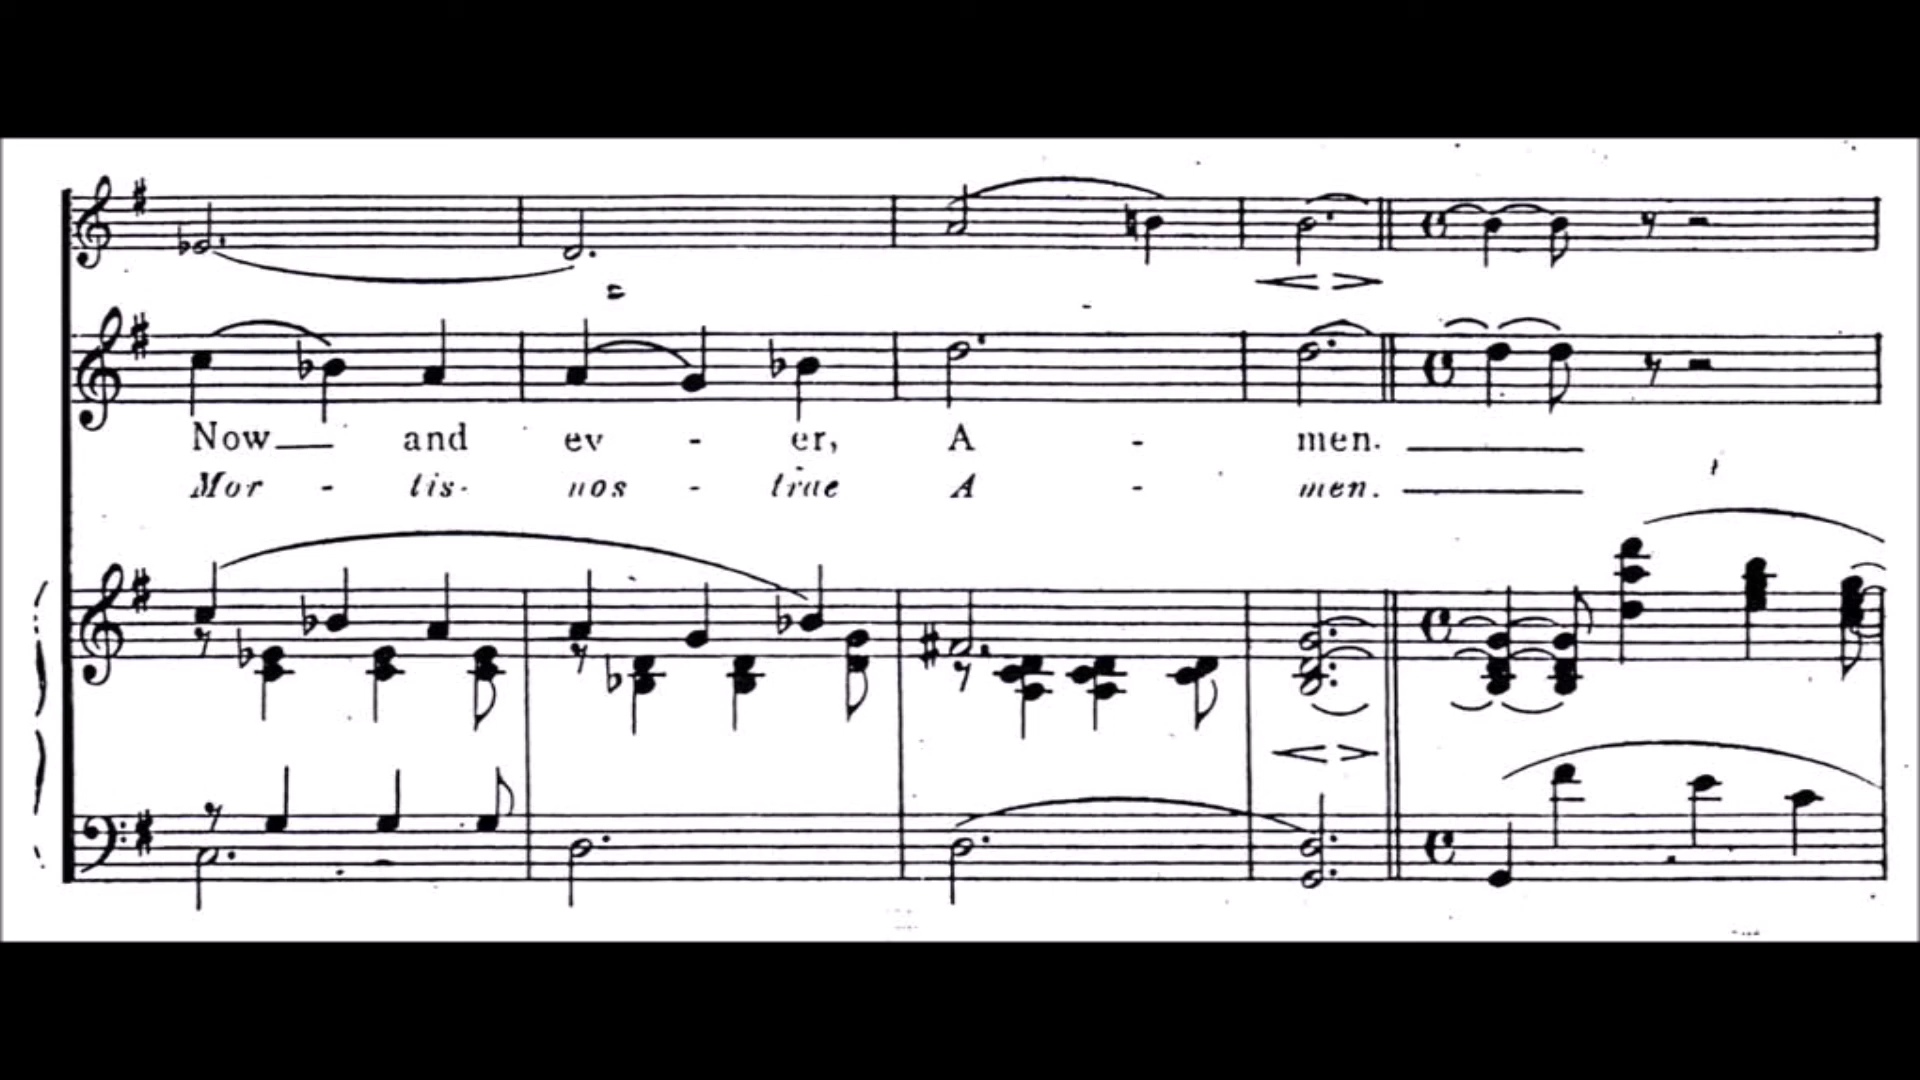 Now and ev - er, A - men.
Mor - tis nos - trae A - men.